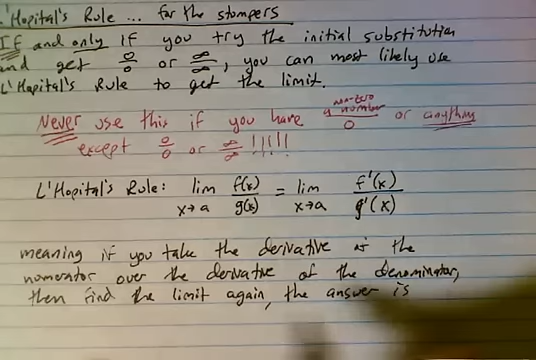 L'Hopital's Rule ... for the stompers
IF and only if you try the initial substitution
and get 0/0 or ∞/∞, you can most likely use
L'Hopital's Rule to get the limit.
Never use this if you have a non-zero number/0 or anything
except 0/0 or ∞/∞ !!!!!
L'Hopital's Rule: lim x→a f(x)/g(x) = lim x→a f'(x)/g'(x)
meaning if you take the derivative of the
numerator over the derivative of the denominator,
then find the limit again, the answer is